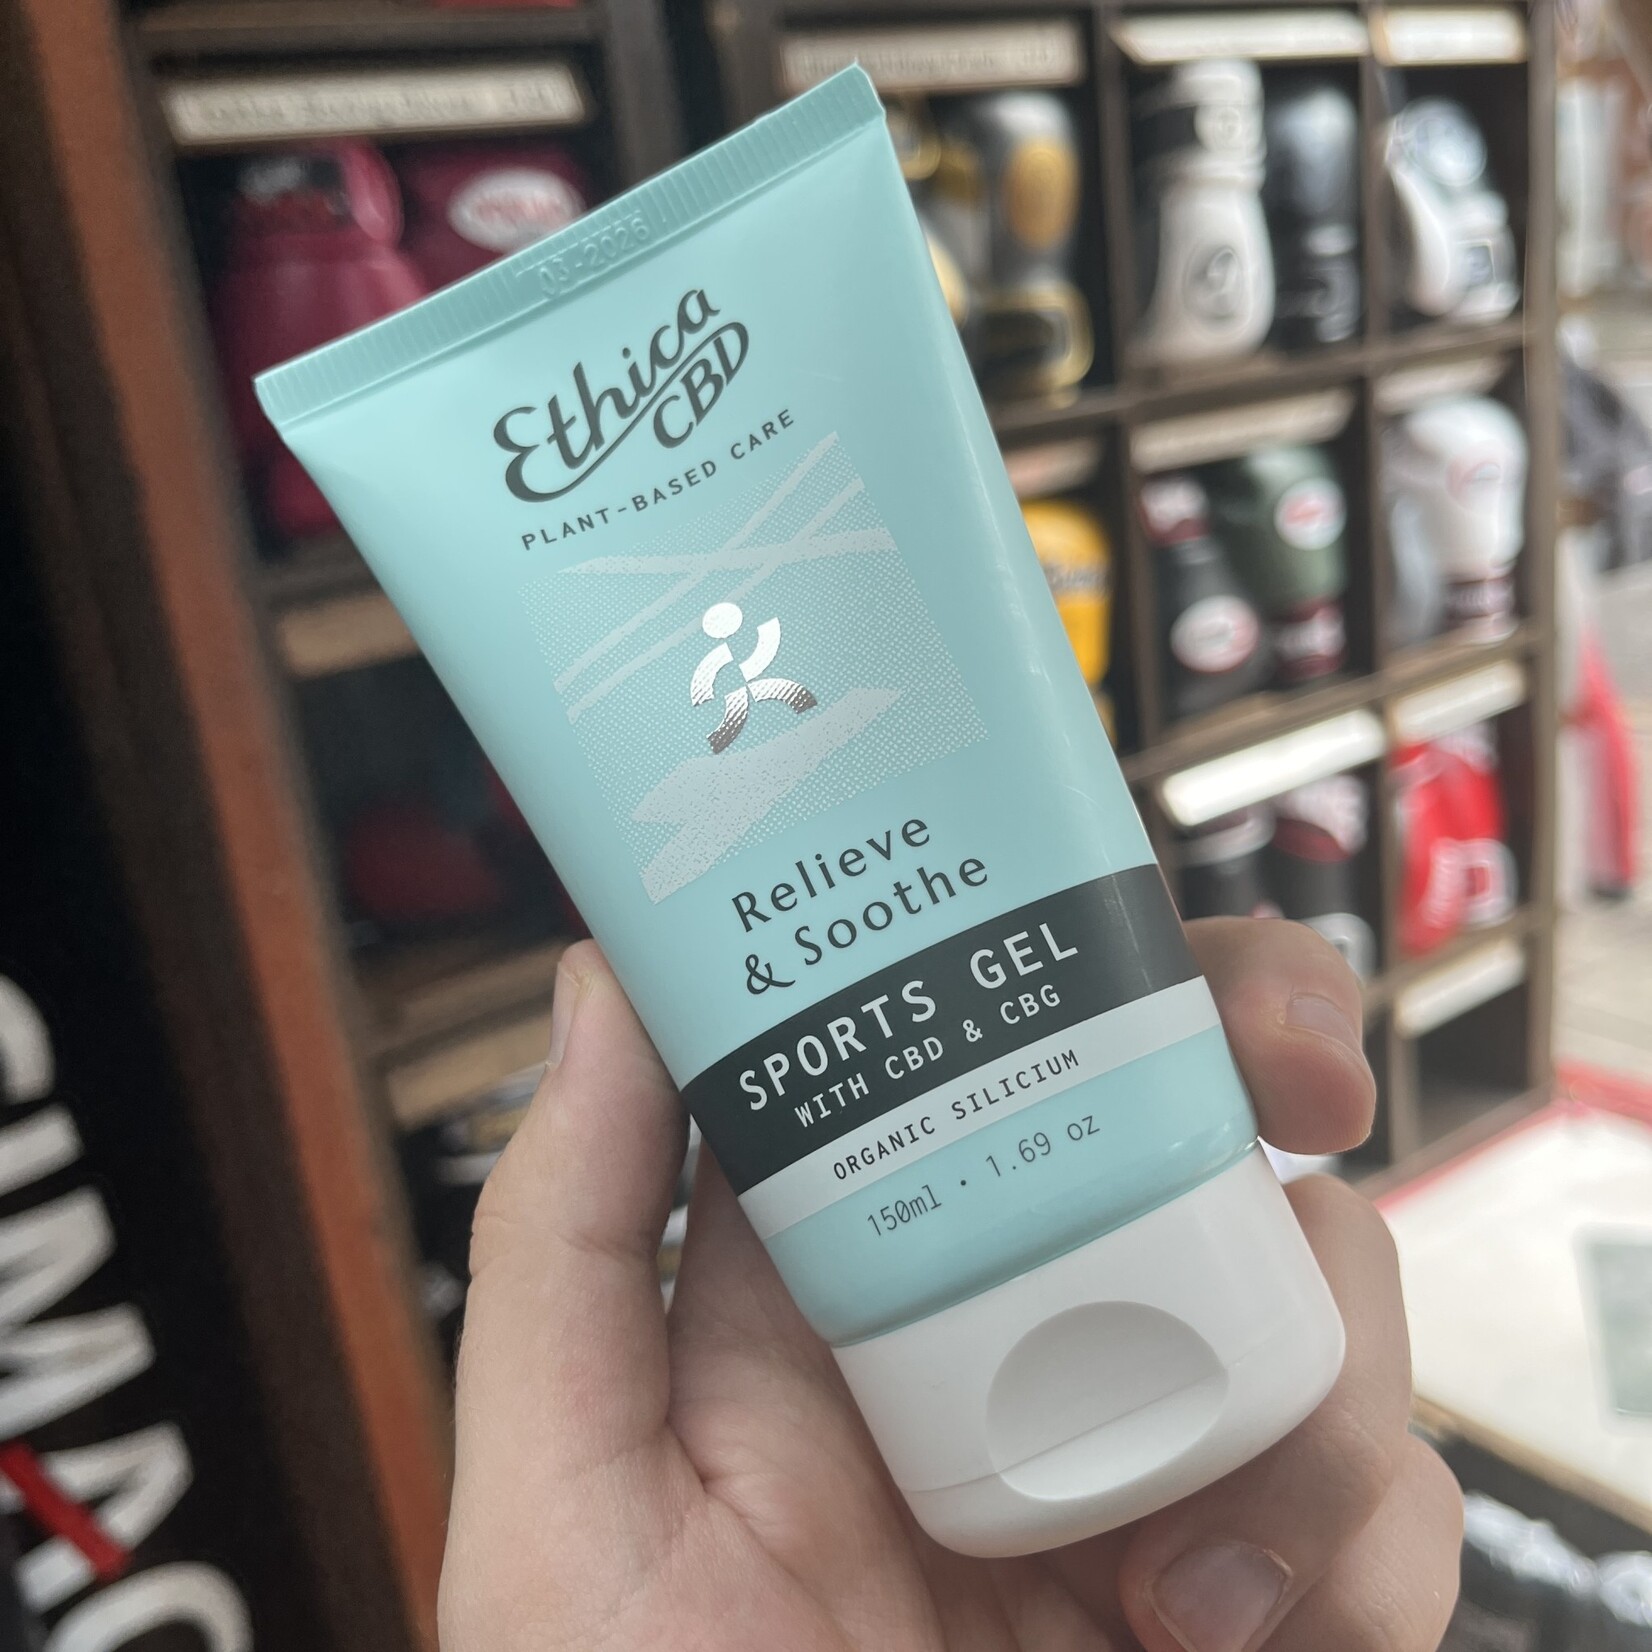 03-2026
Ethica
CBD
PLANT-BASED CARE
Relieve
& Soothe
SPORTS GEL
WITH CBD & CBG
ORGANIC SILICIUM
150ml • 1.69 oz